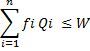 n
∑ fi Qi ≤ W
i=1